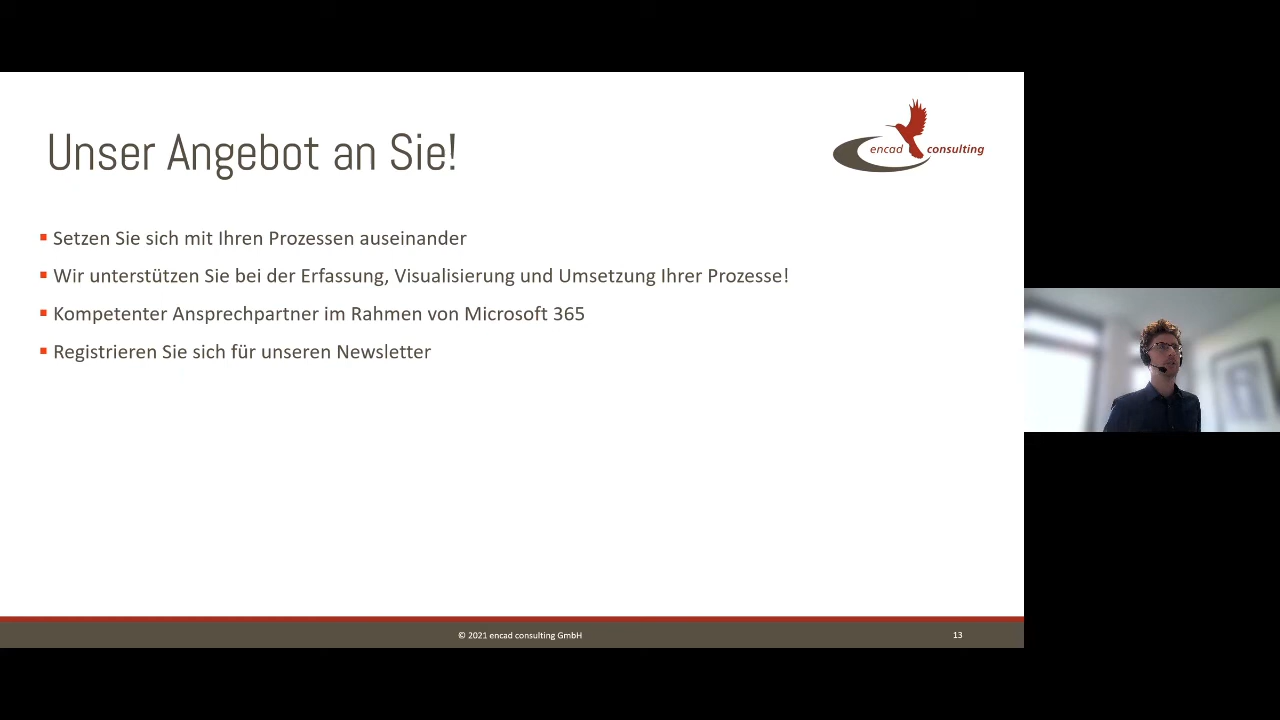 Unser Angebot an Sie!
encad consulting
▪ Setzen Sie sich mit Ihren Prozessen auseinander
▪ Wir unterstützen Sie bei der Erfassung, Visualisierung und Umsetzung Ihrer Prozesse!
▪ Kompetenter Ansprechpartner im Rahmen von Microsoft 365
▪ Registrieren Sie sich für unseren Newsletter
© 2021 encad consulting GmbH
13